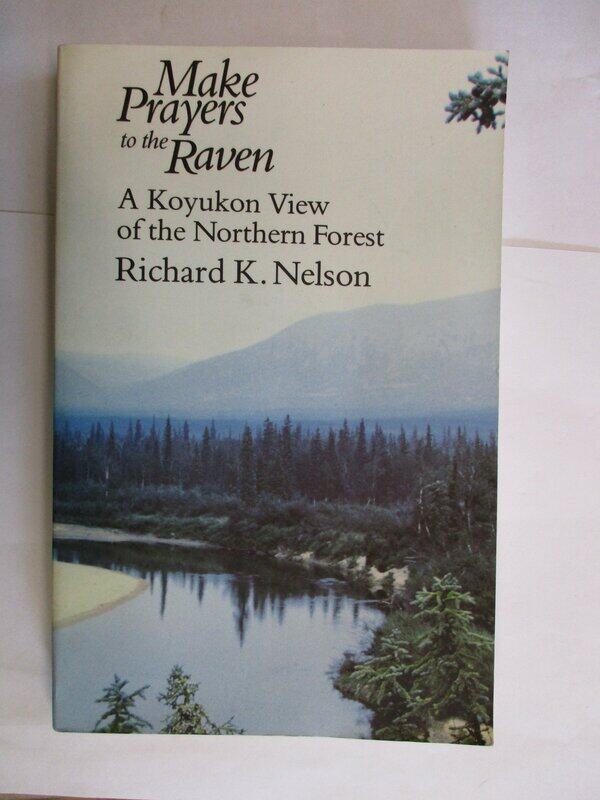 Make
Prayers
to the
Raven
A Koyukon View
of the Northern Forest
Richard K. Nelson